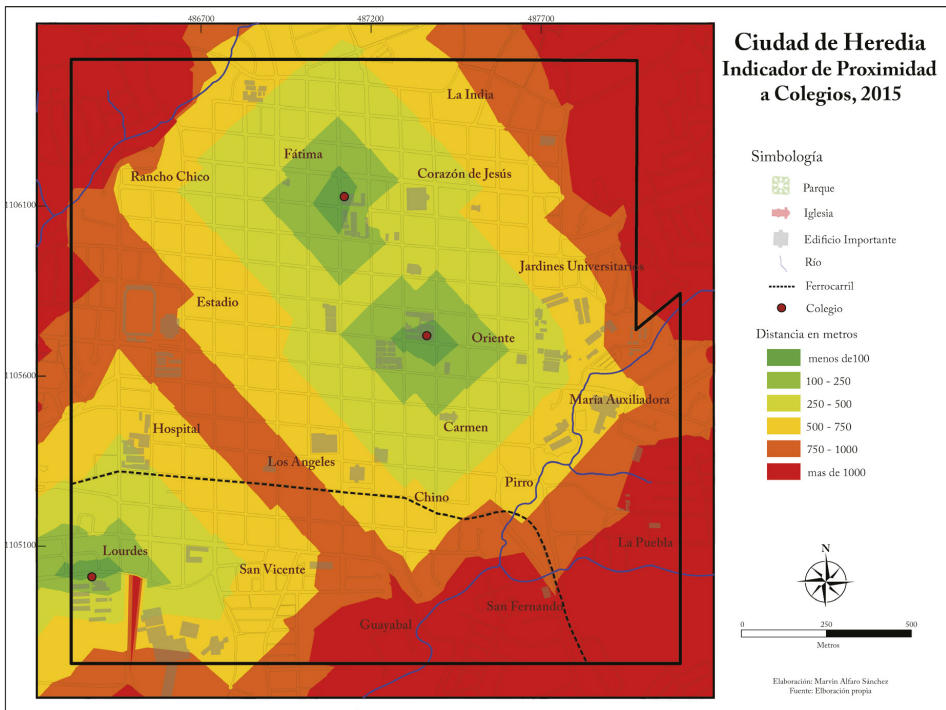 486700
487200
487700
Ciudad de Heredia
Indicador de Proximidad
a Colegios, 2015
La India
Fátima
Corazón de Jesús
Rancho Chico
1106100
Jardines Universitarios
Estadio
Oriente
1105600
María Auxiliadora
Carmen
Hospital
Los Angeles
Chino
Pirro
1105100
Lourdes
San Vicente
La Puebla
San Fernando
Guayabal
Simbología
Parque
Iglesia
Edificio Importante
Río
Ferrocarril
Colegio
Distancia en metros
menos de100
100 - 250
250 - 500
500 - 750
750 - 1000
mas de 1000
N
0 250 500
Metros
Elaboración: Marvin Alfaro Sánchez
Fuente: Elboración propia